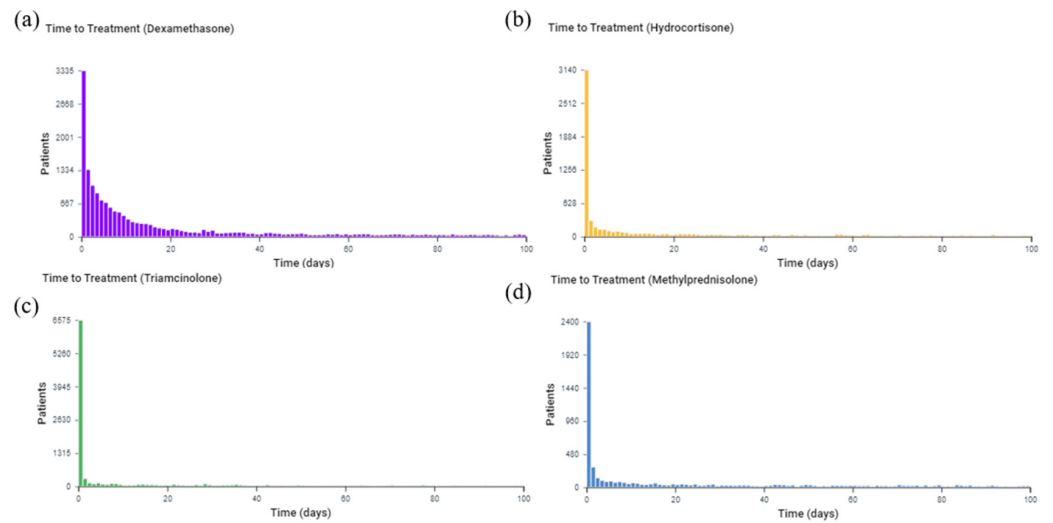 (a)
Time to Treatment (Dexamethasone)
3335
2668
2001
1334
667
0
Patients
0 20 40 60 80 100
Time (days)
(b)
Time to Treatment (Hydrocortisone)
3140
2512
1884
1256
628
0
Patients
0 20 40 60 80 100
Time (days)
(c)
Time to Treatment (Triamcinolone)
6575
5260
3945
2630
1315
0
Patients
0 20 40 60 80 100
Time (days)
(d)
Time to Treatment (Methylprednisolone)
2400
1920
1440
960
480
0
Patients
0 20 40 60 80 100
Time (days)